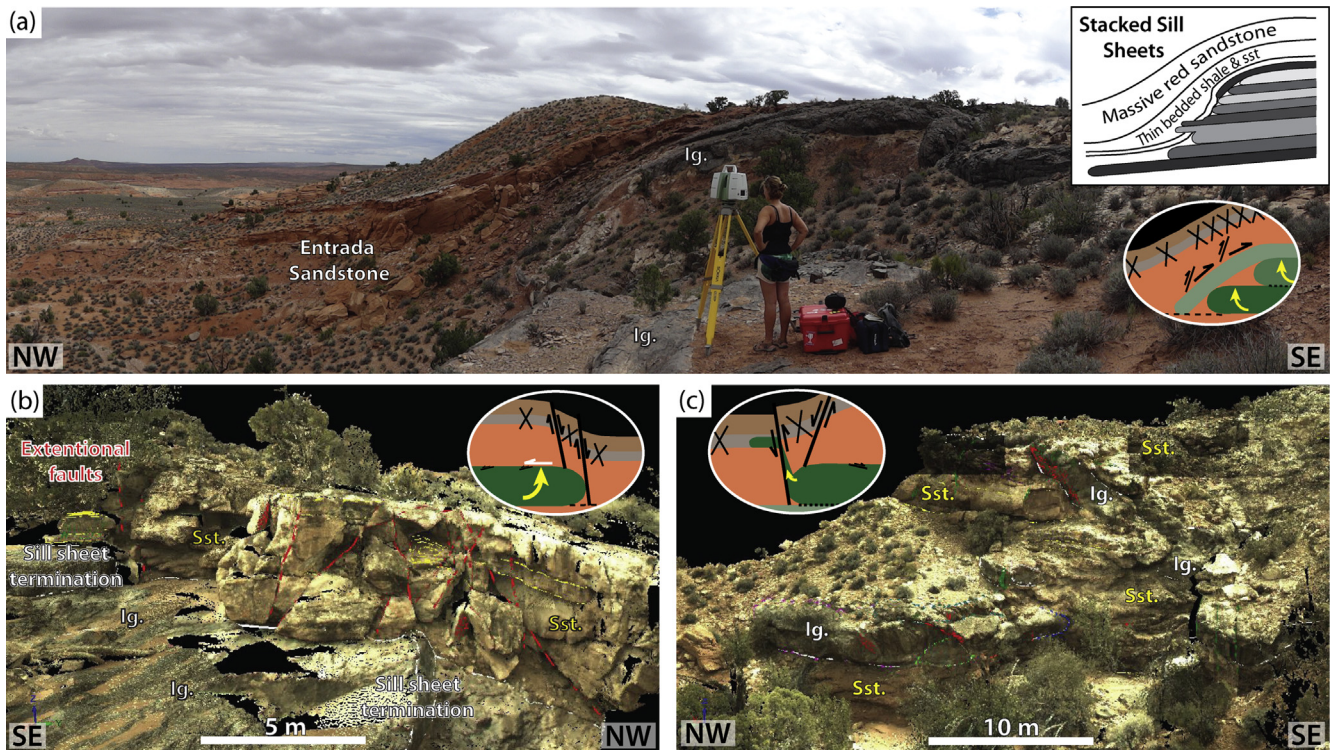 (a)
Stacked Sill
Sheets
Massive red sandstone
Thin bedded shale & sst
Ig.
Entrada
Sandstone
Ig.
NW
SE
(b)
Extentional
faults
Sst.
Sill sheet
termination
Ig.
Sst.
Ig.
Sill sheet
termination
SE
5 m
NW
(c)
Sst.
Sst.
Ig.
Ig.
Sst.
Ig.
Sst.
NW
10 m
SE